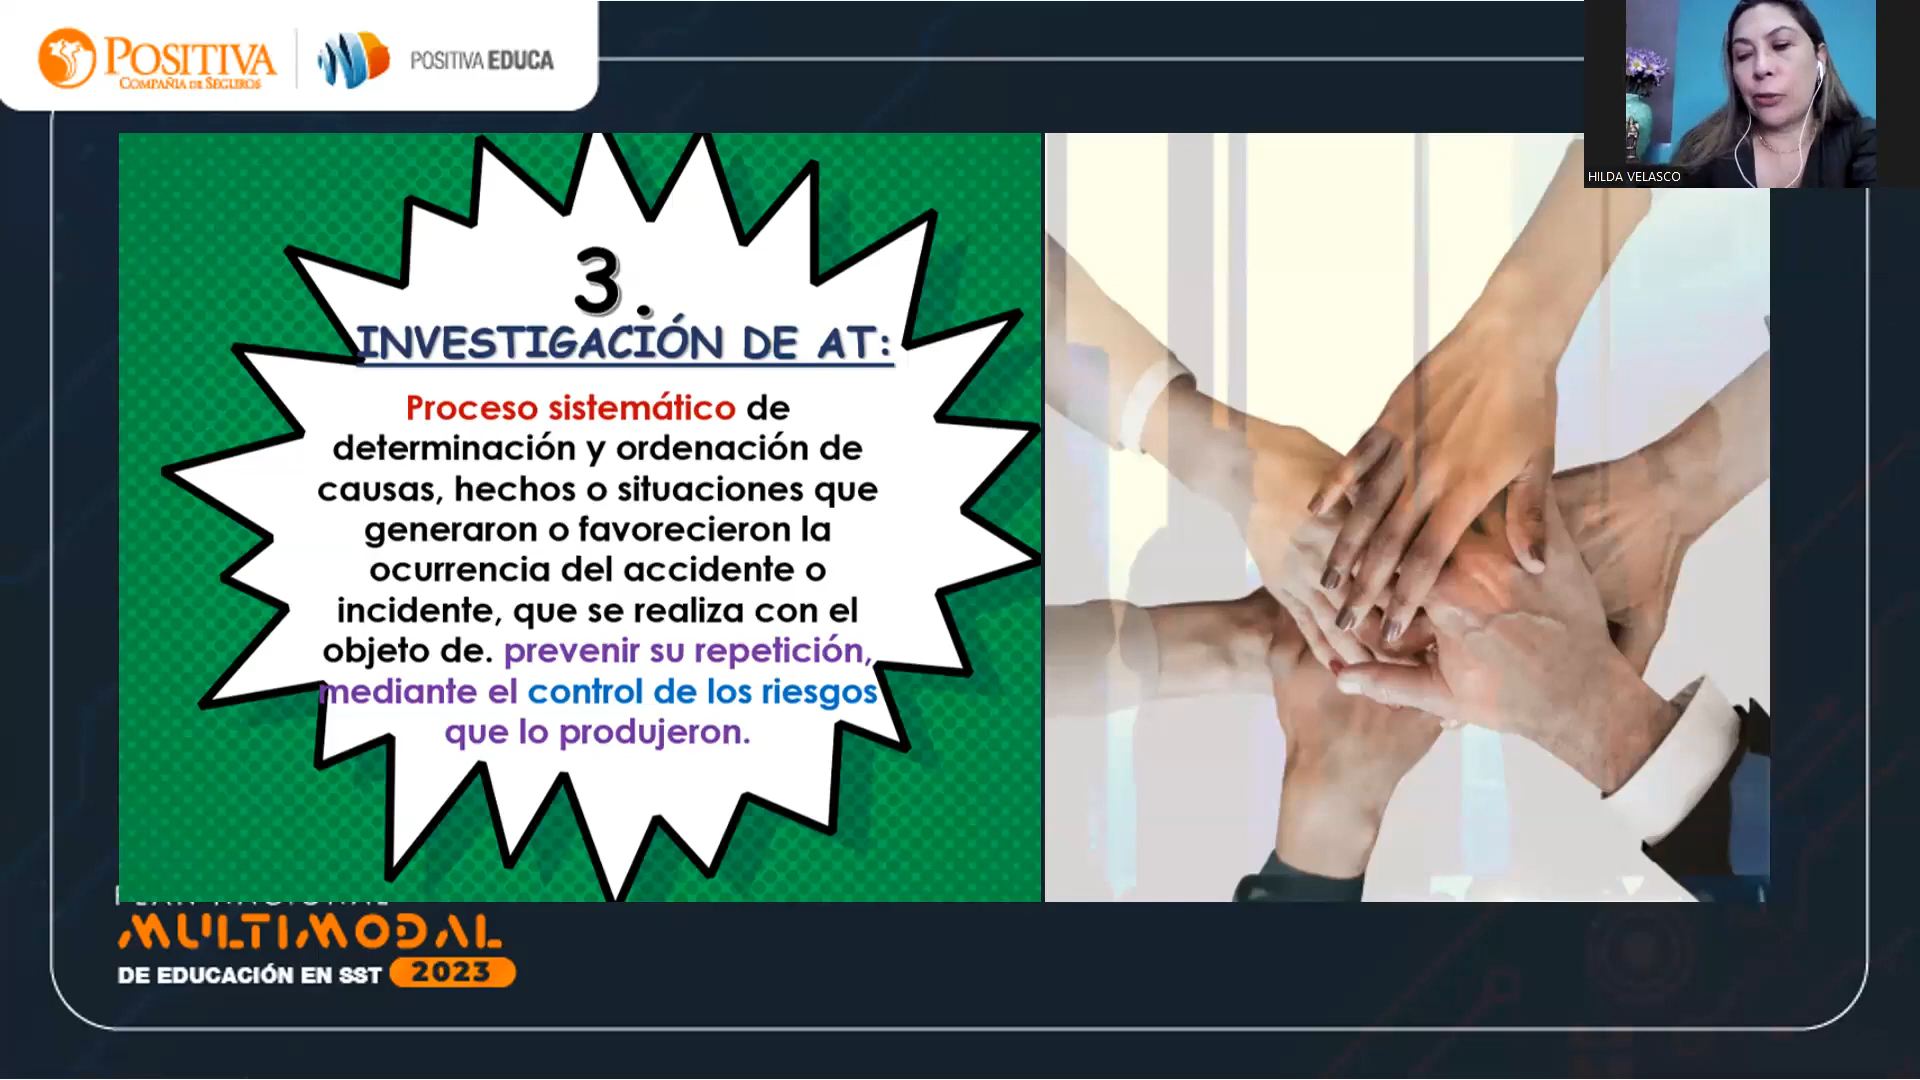 POSITIVA
COMPAÑIA DE SEGUROS
POSITIVA EDUCA
HILDA VELASCO
3.
INVESTIGACIÓN DE AT:
Proceso sistemático de
determinación y ordenación de
causas, hechos o situaciones que
generaron o favorecieron la
ocurrencia del accidente o
incidente, que se realiza con el
objeto de. prevenir su repetición,
mediante el control de los riesgos
que lo produjeron.
MULTIMODAL
DE EDUCACIÓN EN SST 2023